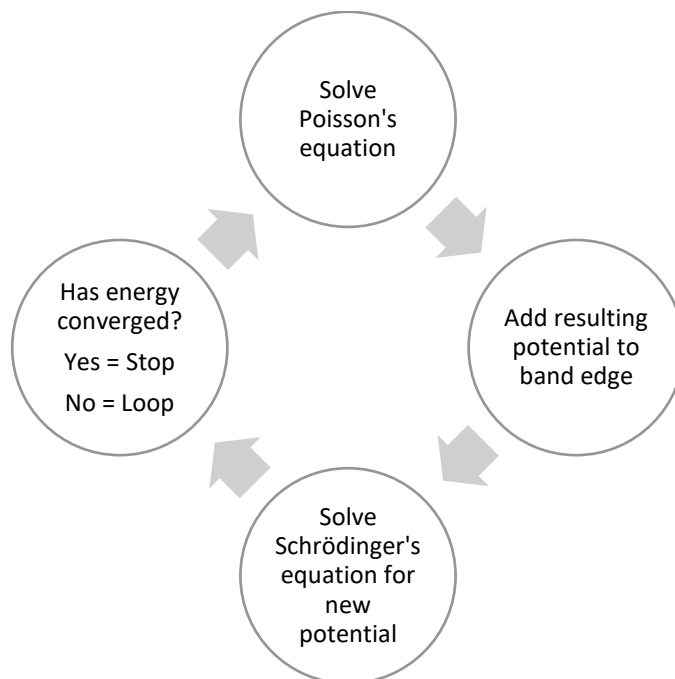 Solve
Poisson's
equation
Add resulting
potential to
band edge
Solve
Schrödinger's
equation for
new
potential
Has energy
converged?
Yes = Stop
No = Loop